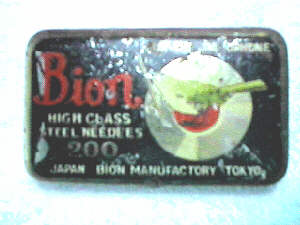 Bion
HIGH CLASS
STEEL NEEDLES
200
JAPAN BION MANUFACTORY TOKYO